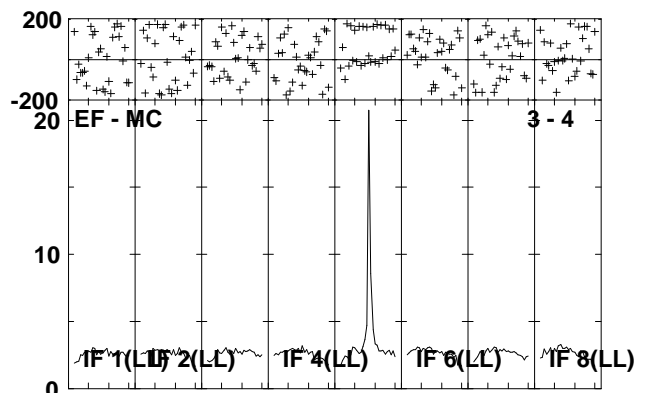 200
-200
20
EF - MC
3 - 4
10
IF 1(LL)
IF 2(LL)
IF 4(LL)
IF 6(LL)
IF 8(LL)
0